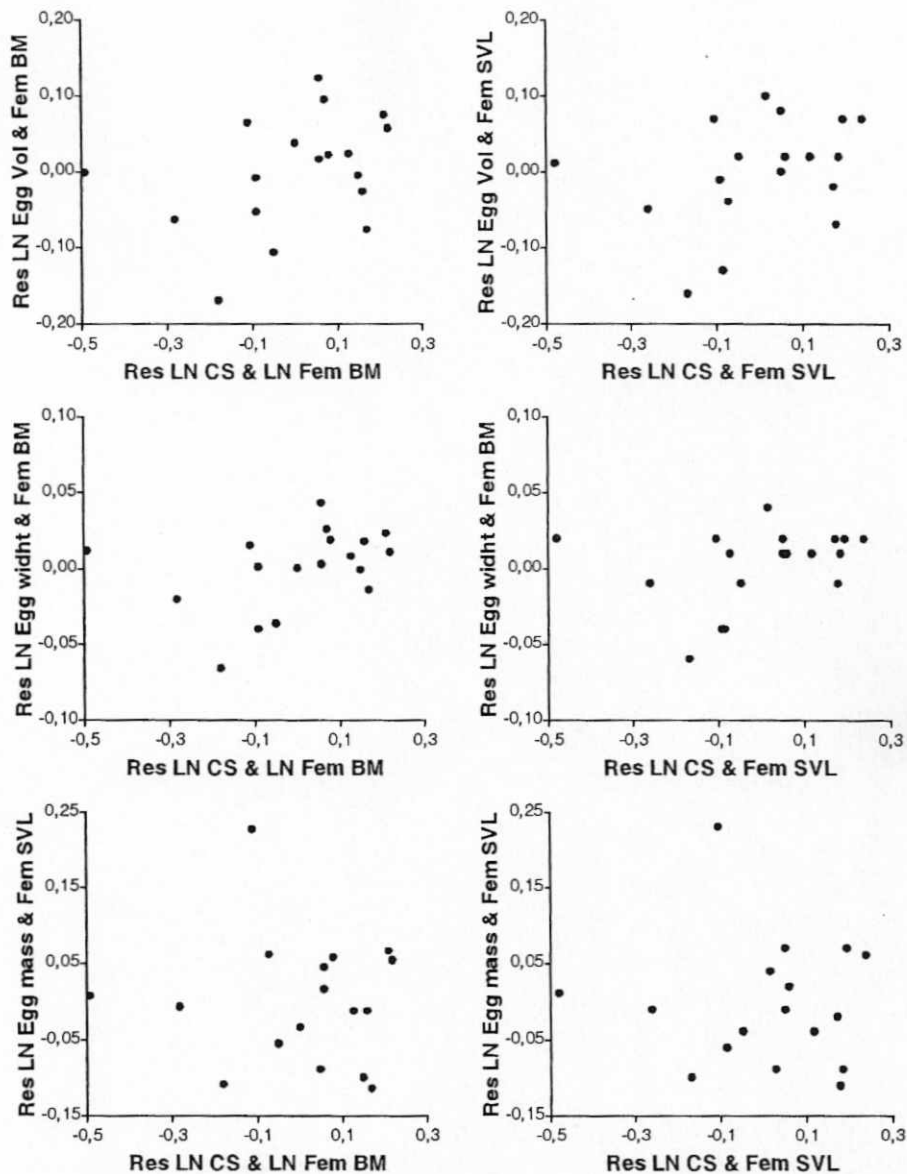 0,20
0,10
0,00
-0,10
-0,20
Res LN Egg Vol & Fem BM
-0,5 -0,3 -0,1 0,1 0,3
Res LN CS & LN Fem BM
0,20
0,10
0,00
-0,10
-0,20
Res LN Egg Vol & Fem SVL
-0,5 -0,3 -0,1 0,1 0,3
Res LN CS & Fem SVL
0,10
0,05
0,00
-0,05
-0,10
Res LN Egg widht & Fem BM
-0,5 -0,3 -0,1 0,1 0,3
Res LN CS & LN Fem BM
0,10
0,05
0,00
-0,05
-0,10
Res LN Egg widht & Fem BM
-0,5 -0,3 -0,1 0,1 0,3
Res LN CS & Fem SVL
0,25
0,15
0,05
-0,05
-0,15
Res LN Egg mass & Fem SVL
-0,5 -0,3 -0,1 0,1 0,3
Res LN CS & LN Fem BM
0,25
0,15
0,05
-0,05
-0,15
Res LN Egg mass & Fem SVL
-0,5 -0,3 -0,1 0,1 0,3
Res LN CS & Fem SVL